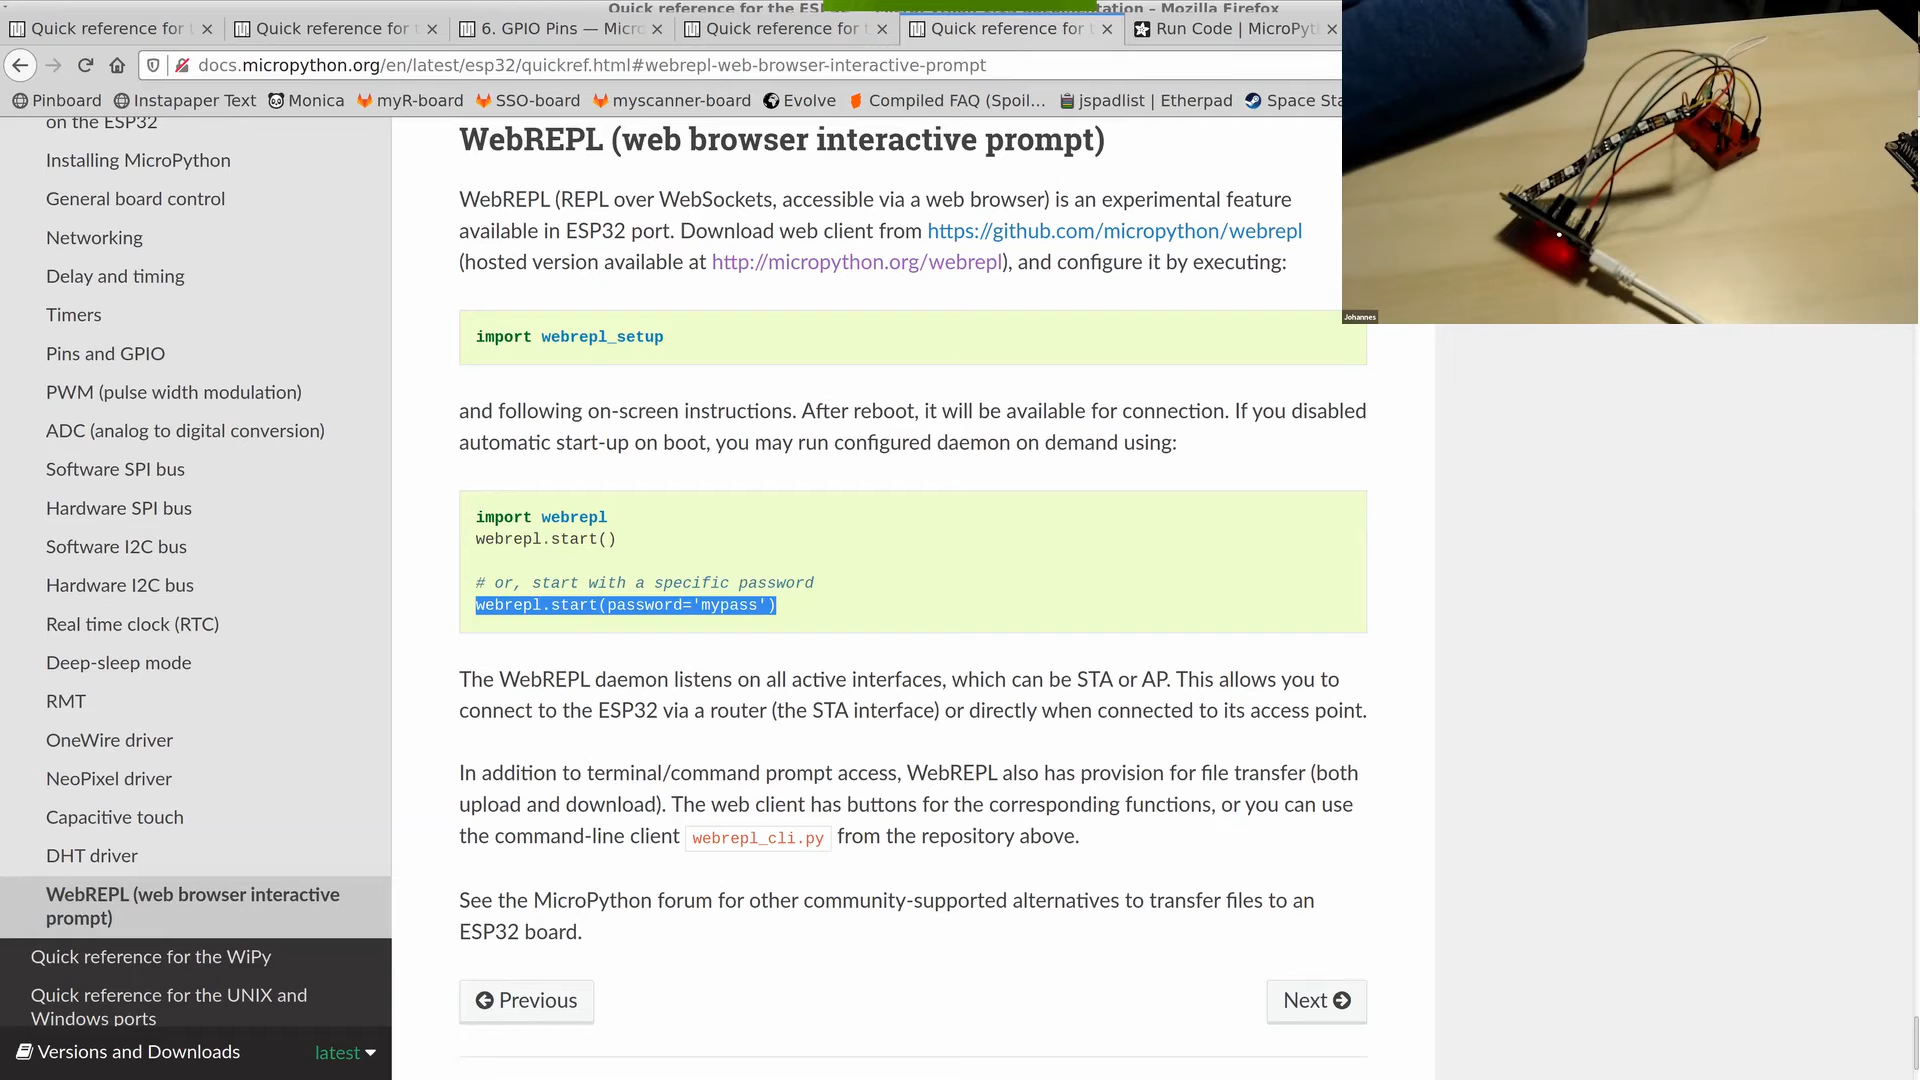 Quick reference for the ES
ntation – Mozilla Firefox
Quick reference for
Quick reference for
6. GPIO Pins — Micro
Quick reference for
Quick reference for
Run Code | MicroPyt
docs.micropython.org/en/latest/esp32/quickref.html#webrepl-web-browser-interactive-prompt
Pinboard
Instapaper Text
Monica
myR-board
SSO-board
myscanner-board
Evolve
Compiled FAQ (Spoil...
jspadlist | Etherpad
Space Sta
on the ESP32
Installing MicroPython
General board control
Networking
Delay and timing
Timers
Pins and GPIO
PWM (pulse width modulation)
ADC (analog to digital conversion)
Software SPI bus
Hardware SPI bus
Software I2C bus
Hardware I2C bus
Real time clock (RTC)
Deep-sleep mode
RMT
OneWire driver
NeoPixel driver
Capacitive touch
DHT driver
WebREPL (web browser interactive
prompt)
Quick reference for the WiPy
Quick reference for the UNIX and
Windows ports
Versions and Downloads
latest
WebREPL (web browser interactive prompt)
WebREPL (REPL over WebSockets, accessible via a web browser) is an experimental feature
available in ESP32 port. Download web client from https://github.com/micropython/webrepl
(hosted version available at http://micropython.org/webrepl), and configure it by executing:
import webrepl_setup
and following on-screen instructions. After reboot, it will be available for connection. If you disabled
automatic start-up on boot, you may run configured daemon on demand using:
import webrepl
webrepl.start()
# or, start with a specific password
webrepl.start(password='mypass')
The WebREPL daemon listens on all active interfaces, which can be STA or AP. This allows you to
connect to the ESP32 via a router (the STA interface) or directly when connected to its access point.
In addition to terminal/command prompt access, WebREPL also has provision for file transfer (both
upload and download). The web client has buttons for the corresponding functions, or you can use
the command-line client webrepl_cli.py from the repository above.
See the MicroPython forum for other community-supported alternatives to transfer files to an
ESP32 board.
Previous
Next
Johannes